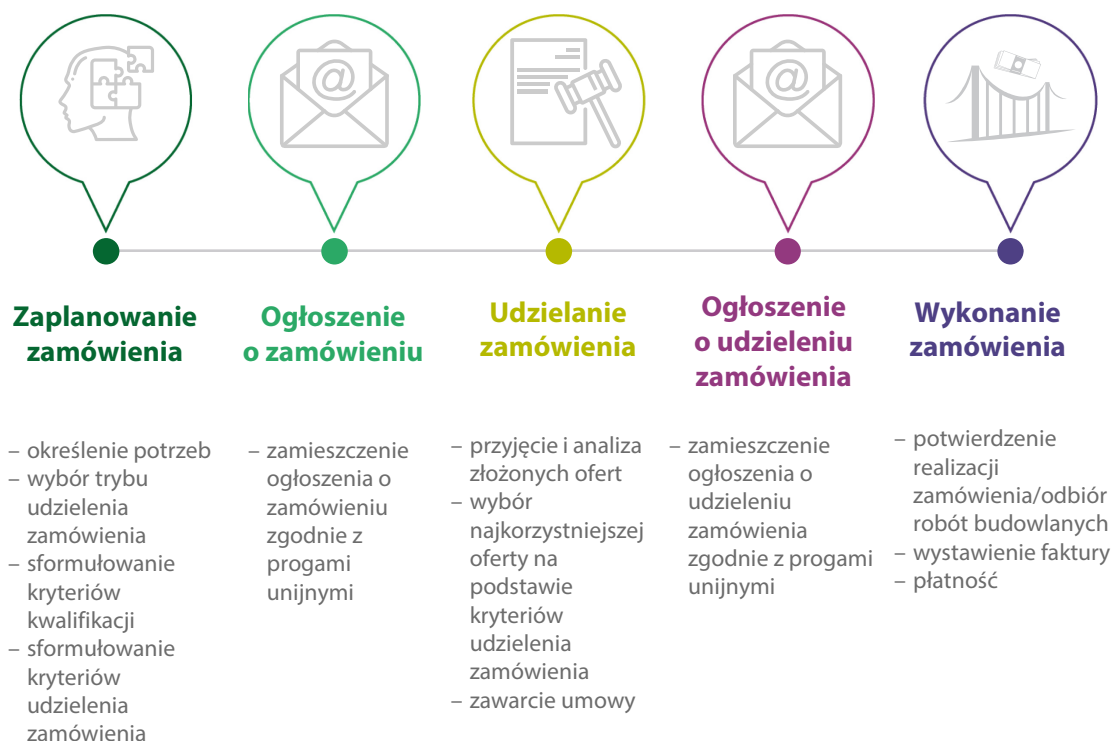 @
@
Zaplanowanie
zamówienia
– określenie potrzeb
– wybór trybu
udzielenia
zamówienia
– sformułowanie
kryteriów
kwalifikacji
– sformułowanie
kryteriów
udzielenia
zamówienia
Ogłoszenie
o zamówieniu
– zamieszczenie
ogłoszenia o
zamówieniu
zgodnie z
progami
unijnymi
Udzielanie
zamówienia
– przyjęcie i analiza
złożonych ofert
– wybór
najkorzystniejszej
oferty na
podstawie
kryteriów
udzielenia
zamówienia
– zawarcie umowy
Ogłoszenie
o udzieleniu
zamówienia
– zamieszczenie
ogłoszenia o
udzieleniu
zamówienia
zgodnie z progami
unijnymi
Wykonanie
zamówienia
– potwierdzenie
realizacji
zamówienia/odbiór
robót budowlanych
– wystawienie faktury
– płatność